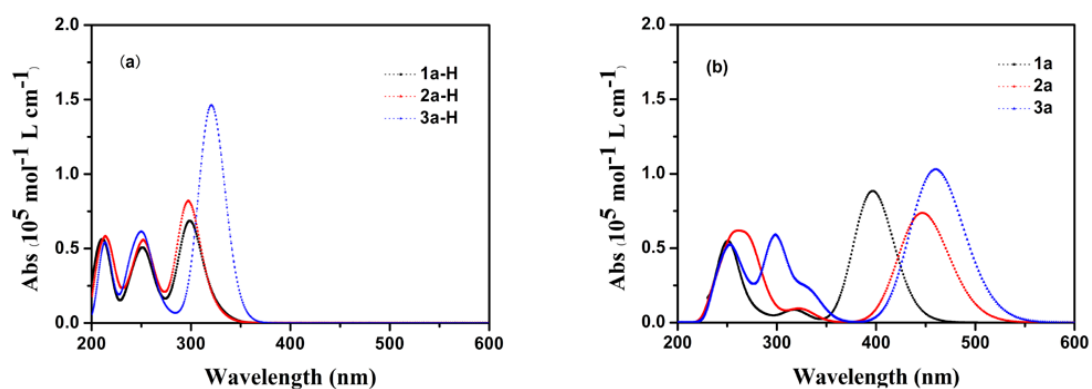 (a)
1a-H
2a-H
3a-H
Abs (10⁵ mol⁻¹ L cm⁻¹)
2.0
1.5
1.0
0.5
0.0
200 300 400 500 600
Wavelength (nm)
(b)
1a
2a
3a
Abs (10⁵ mol⁻¹ L cm⁻¹)
2.0
1.5
1.0
0.5
0.0
200 300 400 500 600
Wavelength (nm)